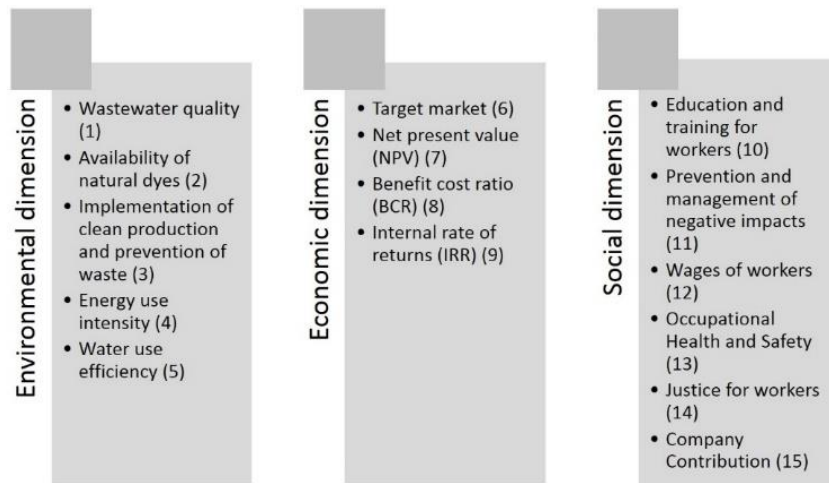 Environmental dimension
• Wastewater quality
(1)
• Availability of
natural dyes (2)
• Implementation of
clean production
and prevention of
waste (3)
• Energy use
intensity (4)
• Water use
efficiency (5)
Economic dimension
• Target market (6)
• Net present value
(NPV) (7)
• Benefit cost ratio
(BCR) (8)
• Internal rate of
returns (IRR) (9)
Social dimension
• Education and
training for
workers (10)
• Prevention and
management of
negative impacts
(11)
• Wages of workers
(12)
• Occupational
Health and Safety
(13)
• Justice for workers
(14)
• Company
Contribution (15)